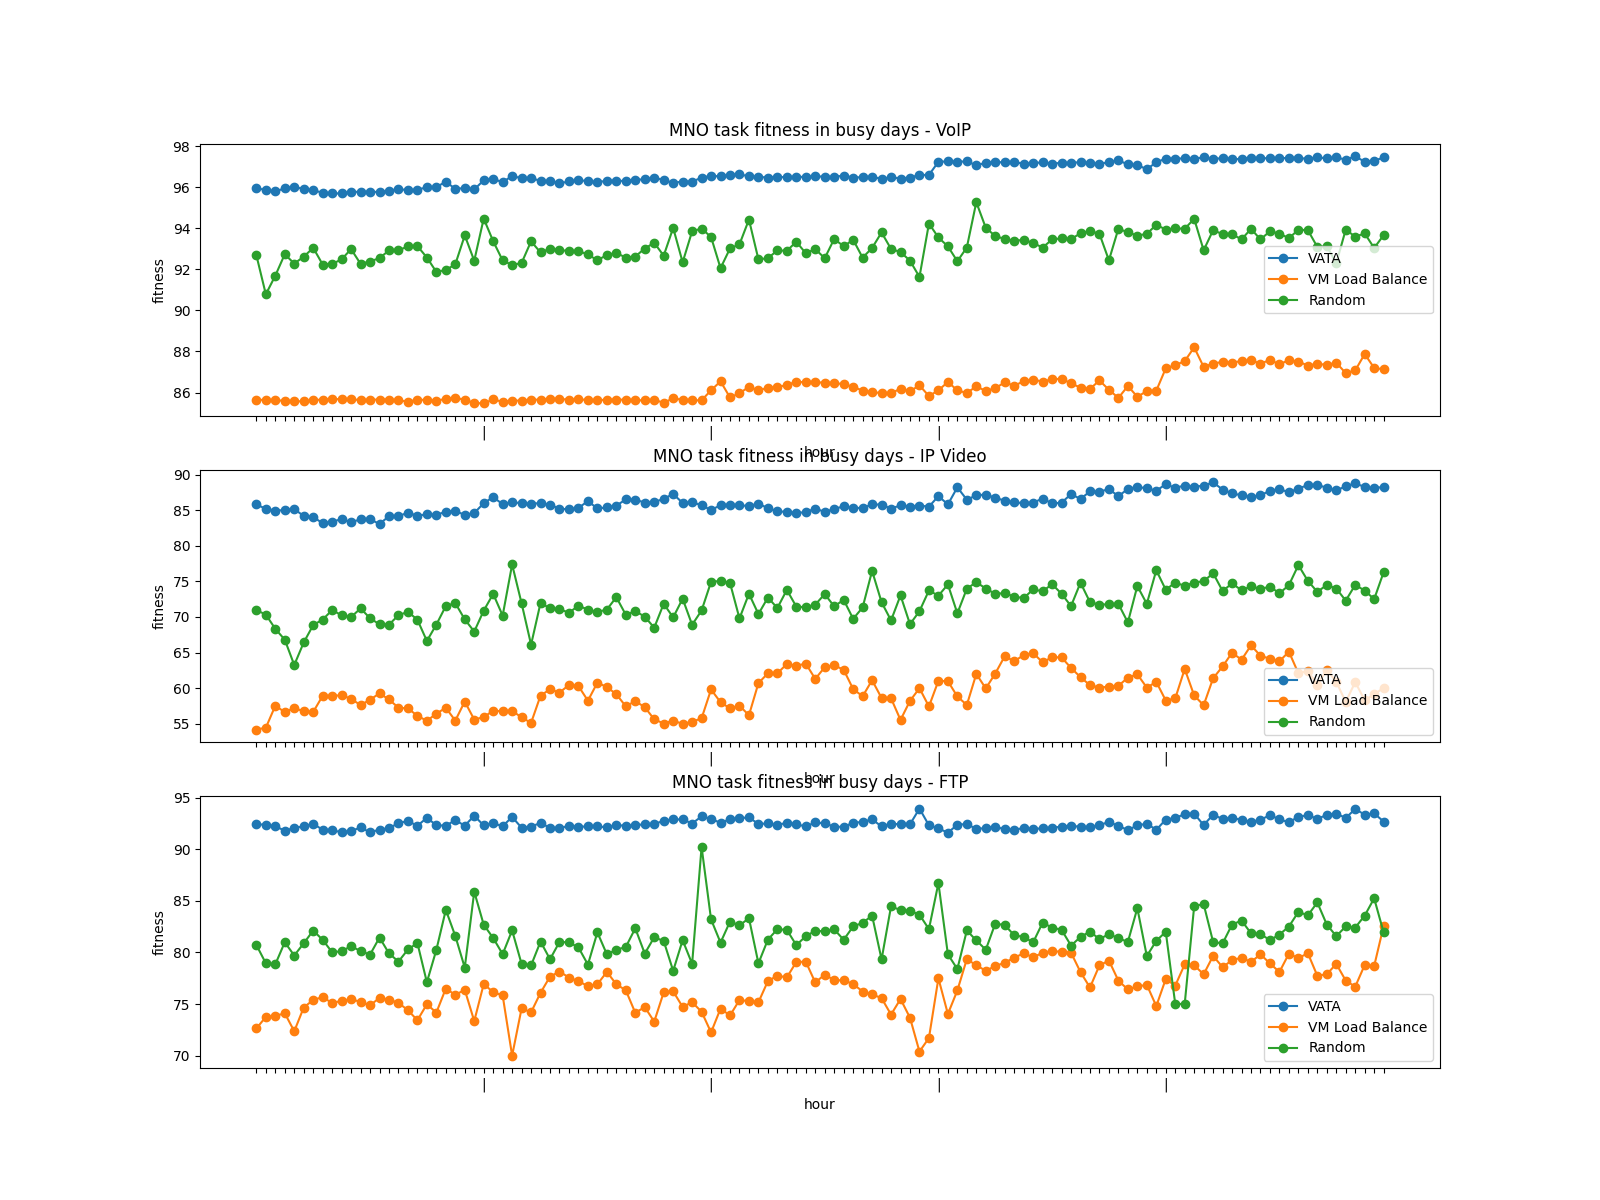 MNO task fitness in busy days - VoIP
98
96
94
92
90
88
86
fitness
VATA
VM Load Balance
Random
| | | |
hour
MNO task fitness in busy days - IP Video
90
85
80
75
70
65
60
55
fitness
VATA
VM Load Balance
Random
| | | |
hour
MNO task fitness in busy days - FTP
95
90
85
80
75
70
fitness
VATA
VM Load Balance
Random
| | | |
hour